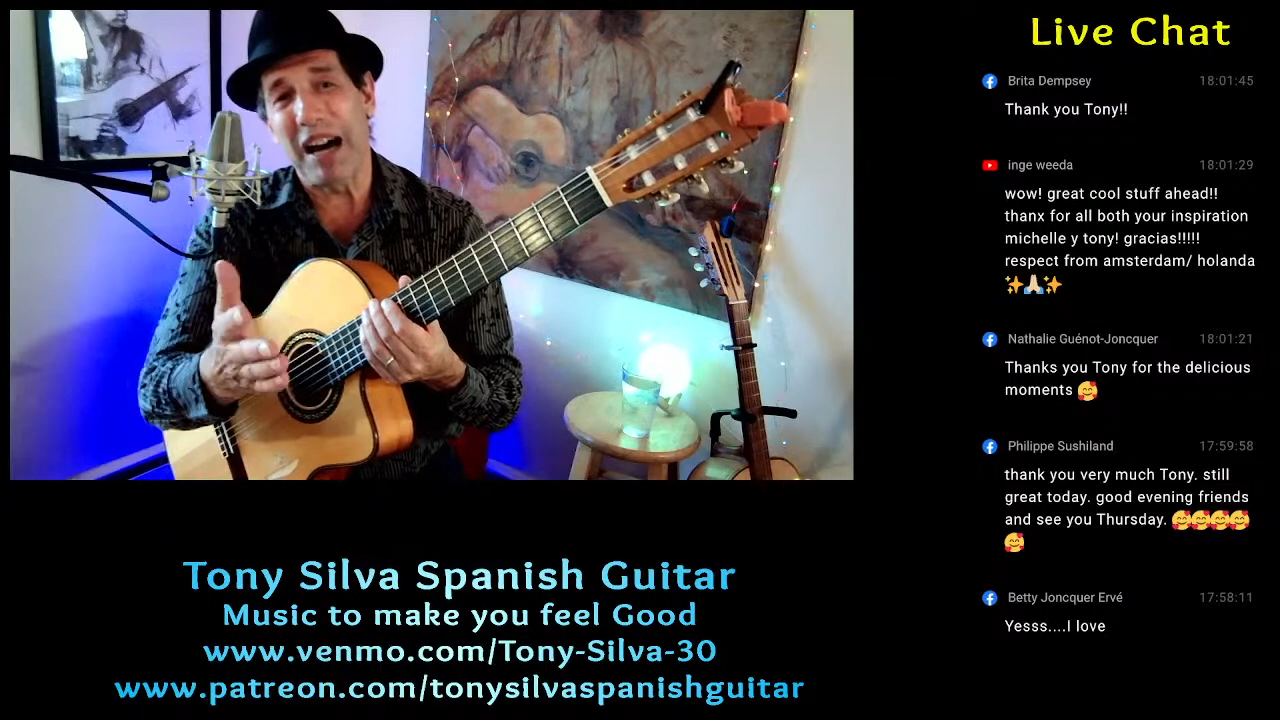 Live Chat
Brita Dempsey 18:01:45
Thank you Tony!!
inge weeda 18:01:29
wow! great cool stuff ahead!!
thanx for all both your inspiration
michelle y tony! gracias!!!!!
respect from amsterdam/ holanda
✨🙏🏼✨
Nathalie Guénot-Joncquer 18:01:21
Thanks you Tony for the delicious
moments 🥰
Philippe Sushiland 17:59:58
thank you very much Tony. still
great today. good evening friends
and see you Thursday. 🥰🥰🥰🥰
🥰
Betty Joncquer Ervé 17:58:11
Yesss....I love
Tony Silva Spanish Guitar
Music to make you feel Good
www.venmo.com/Tony-Silva-30
www.patreon.com/tonysilvaspanishguitar